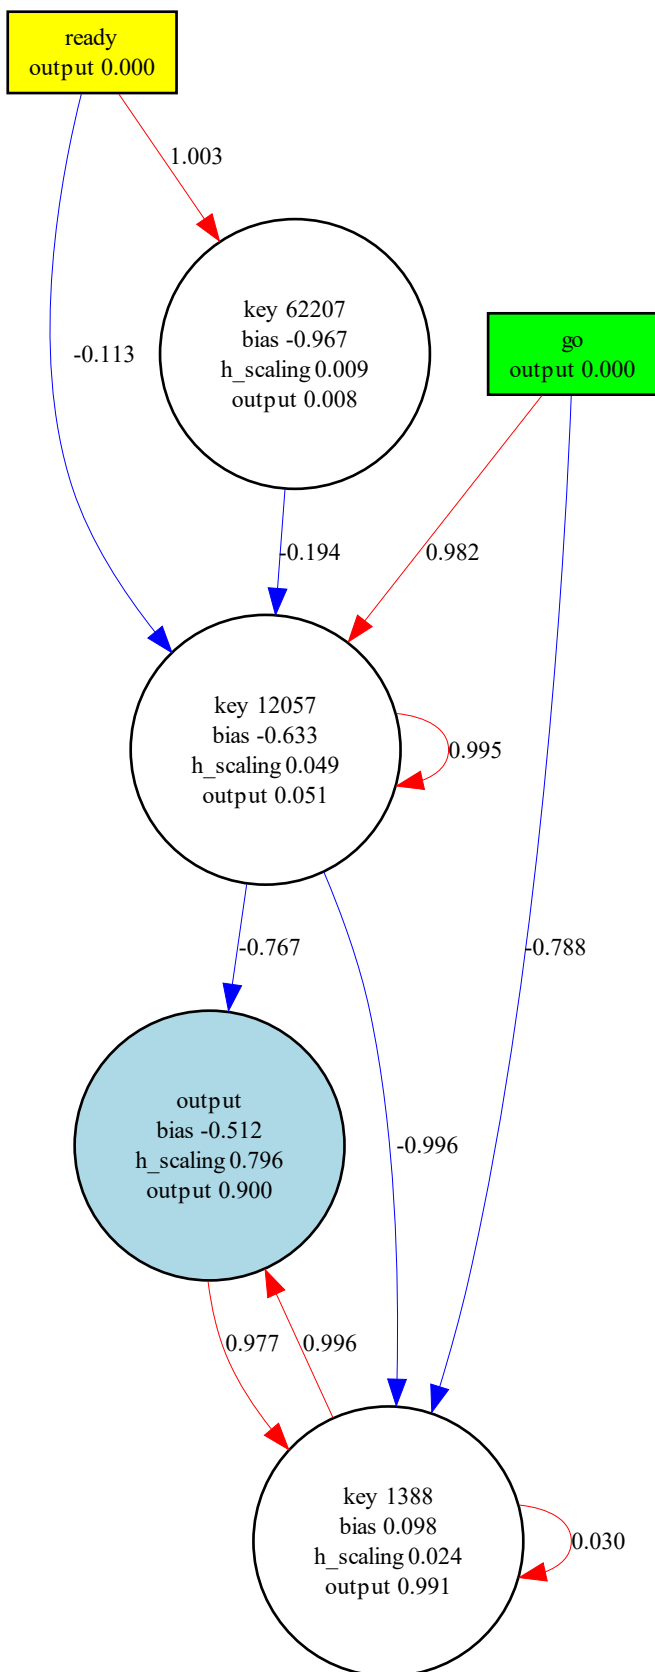 ready
output 0.000
1.003
key 62207
bias -0.967
h_scaling 0.009
output 0.008
-0.113
go
output 0.000
-0.194
0.982
key 12057
bias -0.633
h_scaling 0.049
output 0.051
0.995
-0.767
-0.788
output
bias -0.512
h_scaling 0.796
output 0.900
-0.996
0.977
0.996
key 1388
bias 0.098
h_scaling 0.024
output 0.991
0.030